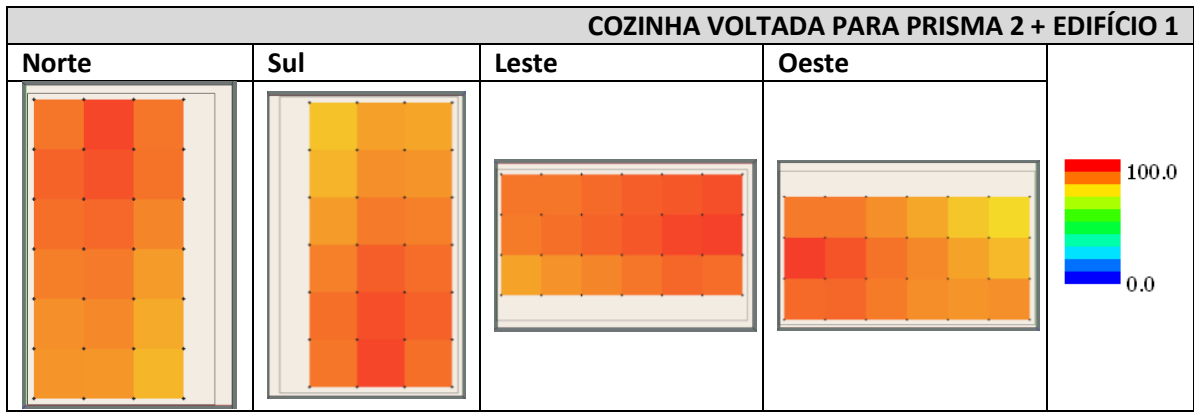 COZINHA VOLTADA PARA PRISMA 2 + EDIFÍCIO 1
Norte
Sul
Leste
Oeste
100.0
0.0